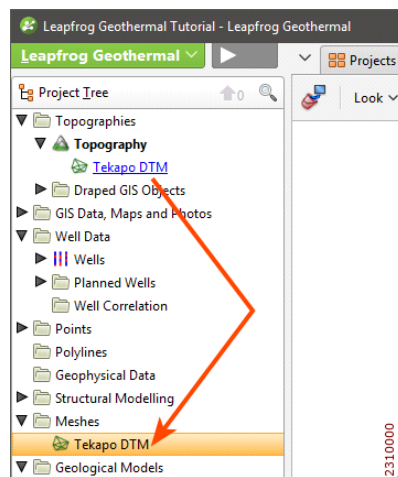 Leapfrog Geothermal Tutorial - Leapfrog Geothermal
Leapfrog Geothermal
Projects
Project Tree
0
Look
Topographies
Topography
Tekapo DTM
Draped GIS Objects
GIS Data, Maps and Photos
Well Data
Wells
Planned Wells
Well Correlation
Points
Polylines
Geophysical Data
Structural Modelling
Meshes
Tekapo DTM
Geological Models
2310000